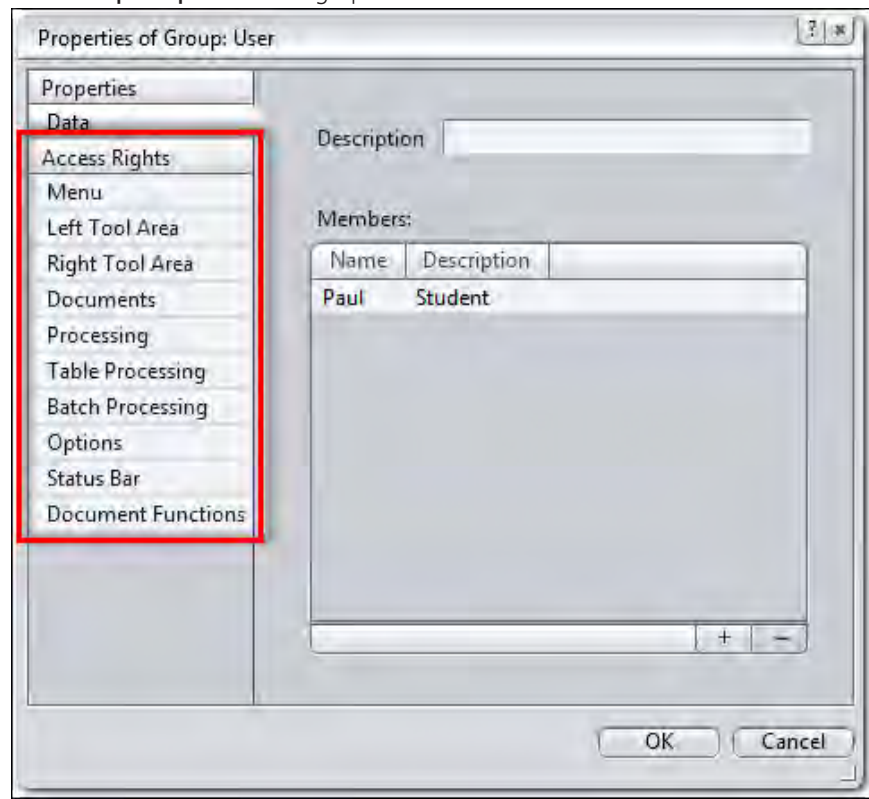 Properties of Group: User
? ×
Properties
Data
Access Rights
Menu
Left Tool Area
Right Tool Area
Documents
Processing
Table Processing
Batch Processing
Options
Status Bar
Document Functions
Description
Members:
Name Description
Paul Student
+ −
OK Cancel